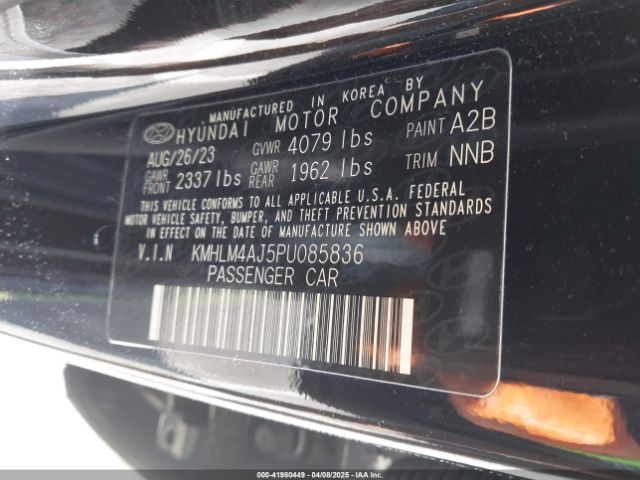 MANUFACTURED IN KOREA BY
HYUNDAI MOTOR COMPANY
AUG/26/23 GVWR 4079 lbs PAINT A2B
GAWR FRONT 2337 lbs GAWR REAR 1962 lbs TRIM NNB
THIS VEHICLE CONFORMS TO ALL APPLICABLE U.S.A. FEDERAL
MOTOR VEHICLE SAFETY, BUMPER, AND THEFT PREVENTION STANDARDS
IN EFFECT ON THE DATE OF MANUFACTURE SHOWN ABOVE.
V.I.N KMHLM4AJ5PU085836
PASSENGER CAR
000-41980449 - 04/08/2025 - IAAI.COM